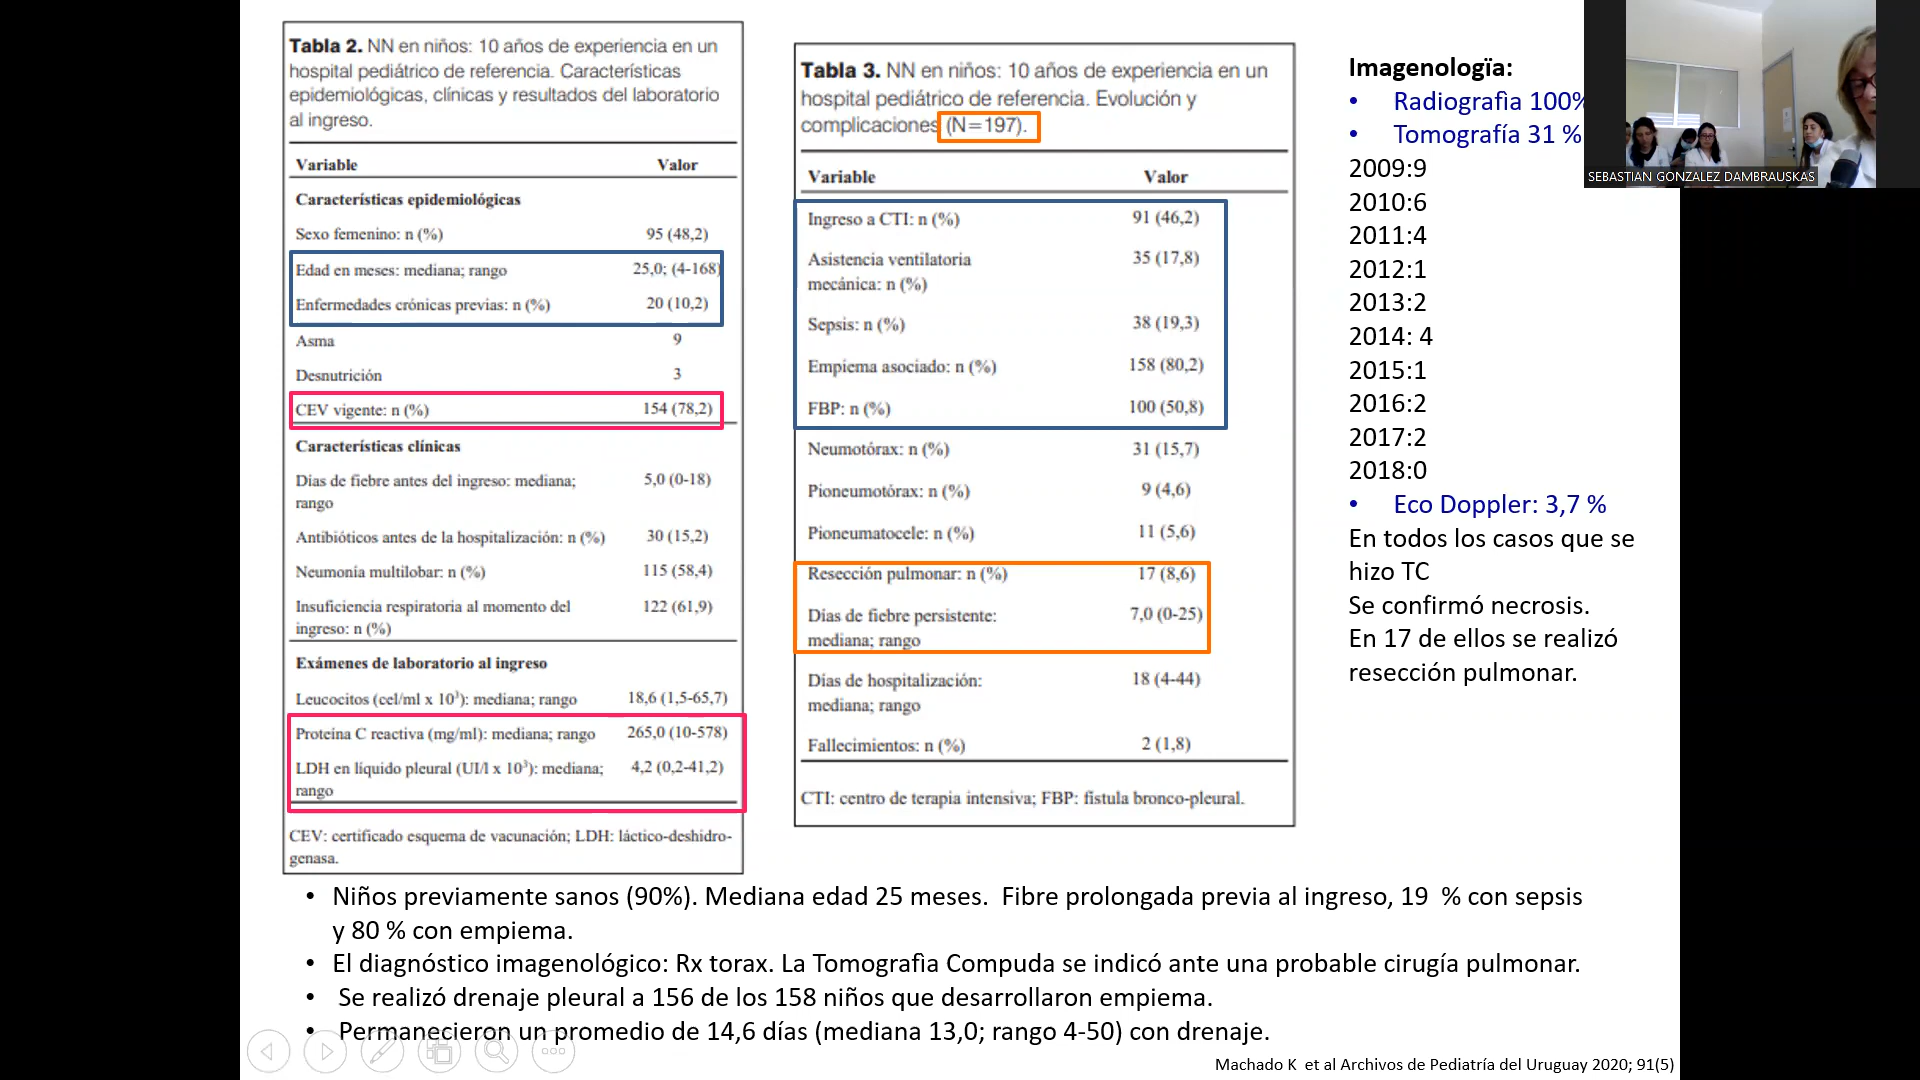 Tabla 2. NN en niños: 10 años de experiencia en un
hospital pediátrico de referencia. Características
epidemiológicas, clínicas y resultados del laboratorio
al ingreso.
Variable Valor
Características epidemiológicas
Sexo femenino: n (%) 95 (48,2)
Edad en meses: mediana; rango 25,0; (4-168)
Enfermedades crónicas previas: n (%) 20 (10,2)
Asma 9
Desnutrición 3
CEV vigente: n (%) 154 (78,2)
Características clínicas
Días de fiebre antes del ingreso: mediana; 5,0 (0-18)
rango
Antibióticos antes de la hospitalización: n (%) 30 (15,2)
Neumonía multilobar: n (%) 115 (58,4)
Insuficiencia respiratoria al momento del 122 (61,9)
ingreso: n (%)
Exámenes de laboratorio al ingreso
Leucocitos (cel/ml x 10³): mediana; rango 18,6 (1,5-65,7)
Proteína C reactiva (mg/ml): mediana; rango 265,0 (10-578)
LDH en líquido pleural (UI/l x 10³): mediana; 4,2 (0,2-41,2)
rango
CEV: certificado esquema de vacunación; LDH: láctico-deshidro-
genasa.
Tabla 3. NN en niños: 10 años de experiencia en un
hospital pediátrico de referencia. Evolución y
complicaciones (N=197).
Variable Valor
Ingreso a CTI: n (%) 91 (46,2)
Asistencia ventilatoria 35 (17,8)
mecánica: n (%)
Sepsis: n (%) 38 (19,3)
Empiema asociado: n (%) 158 (80,2)
FBP: n (%) 100 (50,8)
Neumotórax: n (%) 31 (15,7)
Pioneumotórax: n (%) 9 (4,6)
Pioneumatocele: n (%) 11 (5,6)
Resección pulmonar: n (%) 17 (8,6)
Días de fiebre persistente: 7,0 (0-25)
mediana; rango
Días de hospitalización: 18 (4-44)
mediana; rango
Fallecimientos: n (%) 2 (1,8)
CTI: centro de terapia intensiva; FBP: fístula bronco-pleural.
Imagenologïa:
• Radiografìa 100%
• Tomografía 31 %
2009:9
2010:6
2011:4
2012:1
2013:2
2014: 4
2015:1
2016:2
2017:2
2018:0
• Eco Doppler: 3,7 %
En todos los casos que se
hizo TC
Se confirmó necrosis.
En 17 de ellos se realizó
resección pulmonar.
SEBASTIAN GONZALEZ DAMBRAUSKAS
• Niños previamente sanos (90%). Mediana edad 25 meses. Fibre prolongada previa al ingreso, 19 % con sepsis
y 80 % con empiema.
• El diagnóstico imagenológico: Rx torax. La Tomografìa Compuda se indicó ante una probable cirugía pulmonar.
• Se realizó drenaje pleural a 156 de los 158 niños que desarrollaron empiema.
• Permanecieron un promedio de 14,6 días (mediana 13,0; rango 4-50) con drenaje.
Machado K et al Archivos de Pediatría del Uruguay 2020; 91(5)